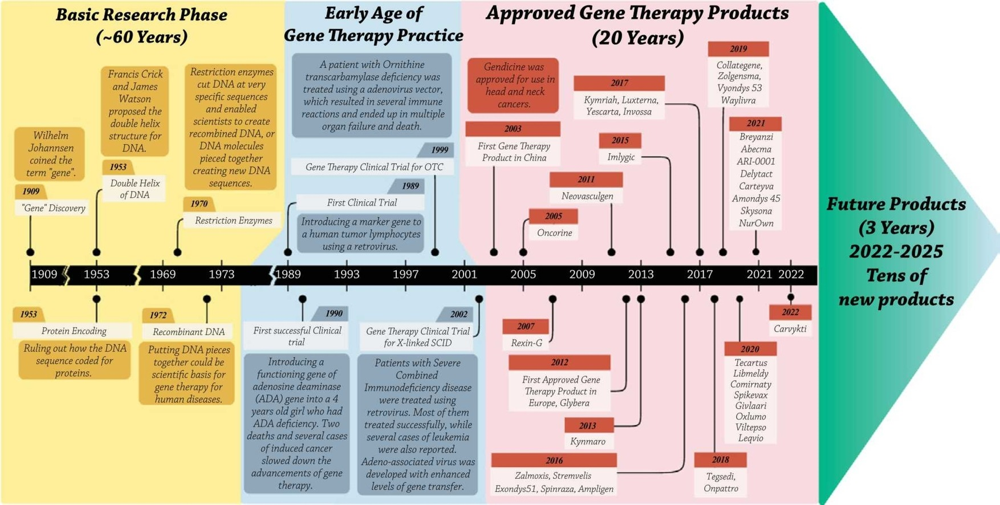 Basic Research Phase
(~60 Years)
Wilhelm
Johannsen
coined the
term "gene".
1909
"Gene" Discovery
Francis Crick
and James
Watson
proposed the
double helix
structure for
DNA.
1953
Double Helix
of DNA
Restriction enzymes
cut DNA at very
specific sequences
and enabled
scientists to create
recombined DNA, or
DNA molecules
pieced together
creating new DNA
sequences.
1970
Restriction Enzymes
Early Age of
Gene Therapy Practice
A patient with Ornithine
transcarbamylase deficiency was
treated using a adenovirus vector,
which resulted in several immune
reactions and ended up in multiple
organ failure and death.
1999
Gene Therapy Clinical Trial for OTC
1989
First Clinical Trial
Introducing a marker gene to
a human tumor lymphocytes
using a retrovirus.
Approved Gene Therapy Products
(20 Years)
Gendicine was
approved for use in
head and neck
cancers.
2003
First Gene Therapy
Product in China
2005
Oncorine
2011
Neovasculgen
2015
Imlygic
2017
Kymriah, Luxterna,
Yescarta, Invossa
2019
Collategene,
Zolgensma,
Vyondys 53
Waylivra
2021
Breyanzi
Abecma
ARI-0001
Delytact
Carteyva
Amondys 45
Skysona
NurOwn
1909 1953 1969 1973 1989 1993 1997 2001 2005 2009 2013 2017 2021 2022
1953
Protein Encoding
Ruling out how the DNA
sequence coded for
proteins.
1972
Recombinant DNA
Putting DNA pieces
together could be
scientific basis for
gene therapy for
human diseases.
1990
First successful Clinical
trial
Introducing a
functioning gene of
adenosine deaminase
(ADA) gene into a 4
years old girl who had
ADA deficiency. Two
deaths and several cases
of induced cancer
slowed down the
advancements of gene
therapy.
2002
Gene Therapy Clinical Trial
for X-linked SCID
Patients with Severe
Combined
Immunodeficiency disease
were treated using
retrovirus. Most of them
treated successfully, while
several cases of leukemia
were also reported.
Adeno-associated virus was
developed with enhanced
levels of gene transfer.
2007
Rexin-G
2012
First Approved Gene
Therapy Product in
Europe, Glybera
2013
Kynmaro
2016
Zalmoxis, Stremvelis
Exondys51, Spinraza, Ampligen
2018
Tegsedi,
Onpattro
2020
Tecartus
Libmeldy
Comirnaty
Spikevax
Givlaari
Oxlumo
Viltepso
Leqvio
2022
Carvykti
Future Products
(3 Years)
2022-2025
Tens of
new products